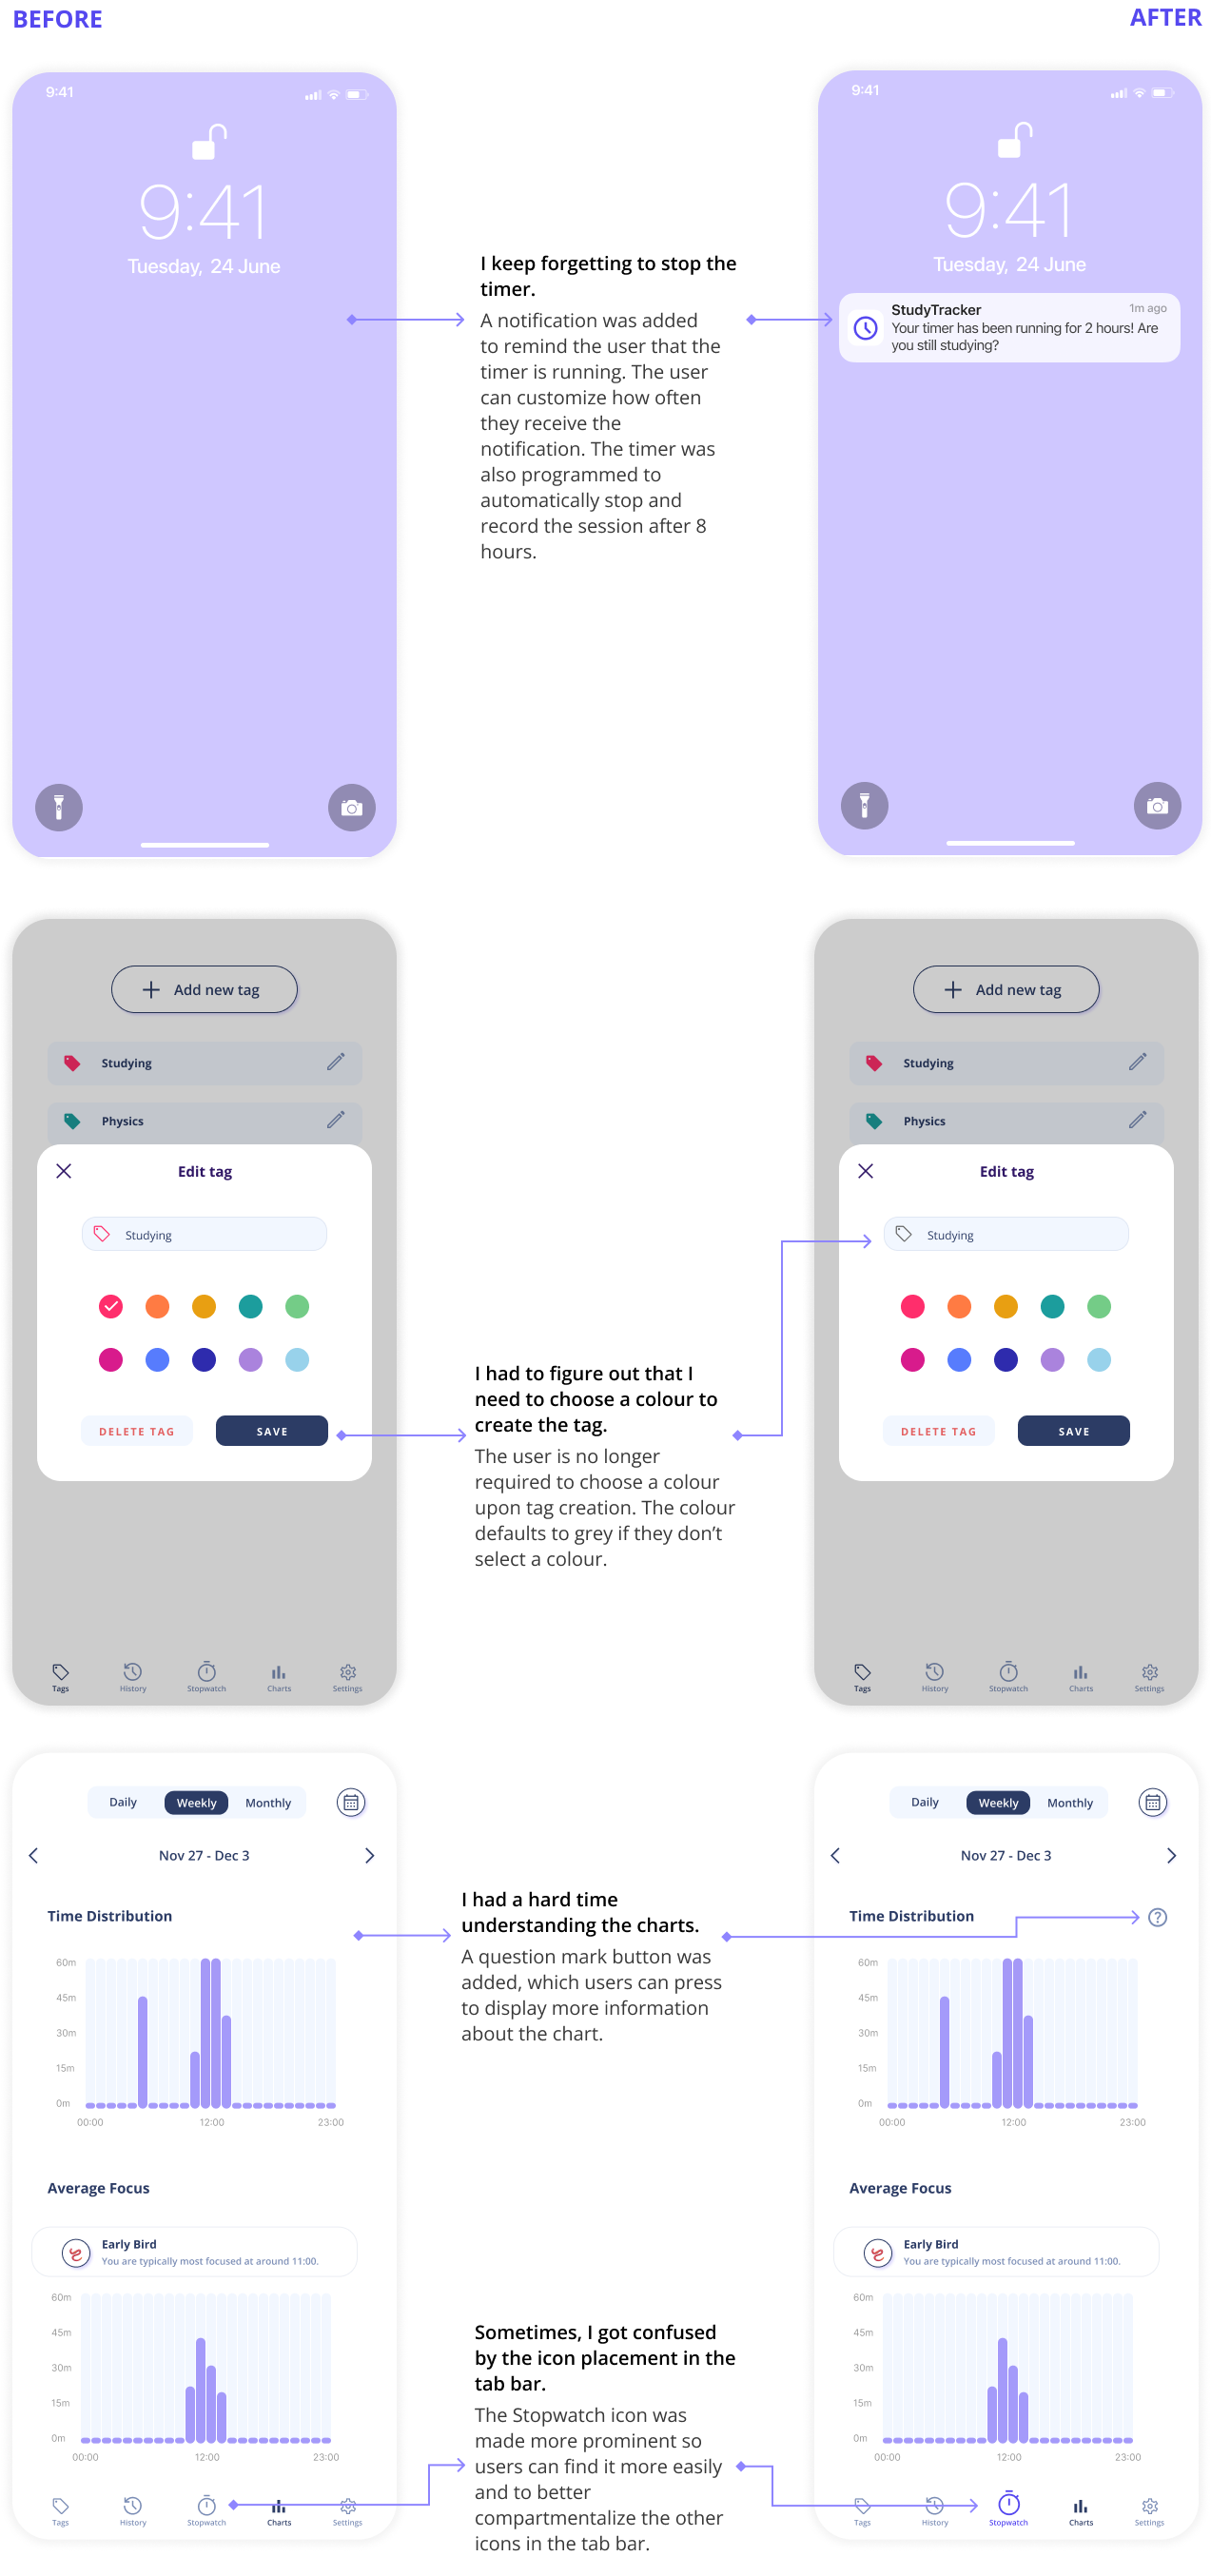 BEFORE
AFTER
9:41
9:41
Tuesday, 24 June
I keep forgetting to stop the
timer.
A notification was added
to remind the user that the
timer is running. The user
can customize how often
they receive the
notification. The timer was
also programmed to
automatically stop and
record the session after 8
hours.
9:41
9:41
Tuesday, 24 June
StudyTracker
1m ago
Your timer has been running for 2 hours! Are
you still studying?
Add new tag
Studying
Physics
Edit tag
Studying
DELETE TAG
SAVE
Tags
History
Stopwatch
Charts
Settings
I had to figure out that I
need to choose a colour to
create the tag.
The user is no longer
required to choose a colour
upon tag creation. The colour
defaults to grey if they don't
select a colour.
Add new tag
Studying
Physics
Edit tag
Studying
DELETE TAG
SAVE
Tags
History
Stopwatch
Charts
Settings
Daily
Weekly
Monthly
Nov 27 - Dec 3
Time Distribution
60m
45m
30m
15m
0m
00:00
12:00
23:00
Average Focus
Early Bird
You are typically most focused at around 11:00.
60m
45m
30m
15m
0m
00:00
12:00
23:00
Tags
History
Stopwatch
Charts
Settings
I had a hard time
understanding the charts.
A question mark button was
added, which users can press
to display more information
about the chart.
Sometimes, I got confused
by the icon placement in the
tab bar.
The Stopwatch icon was
made more prominent so
users can find it more easily
and to better
compartmentalize the other
icons in the tab bar.
Daily
Weekly
Monthly
Nov 27 - Dec 3
Time Distribution
?
60m
45m
30m
15m
0m
00:00
12:00
23:00
Average Focus
Early Bird
You are typically most focused at around 11:00.
60m
45m
30m
15m
0m
00:00
12:00
23:00
Tags
History
Stopwatch
Charts
Settings